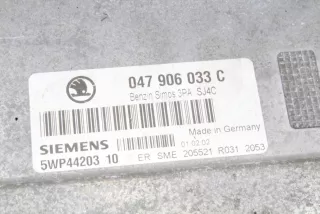 047 906 033 C
Benzin Simos 3PA SJ4C
Made in Germany
SIEMENS 01.02.02
5WP44203 10 ER SME 205521 R031 2053